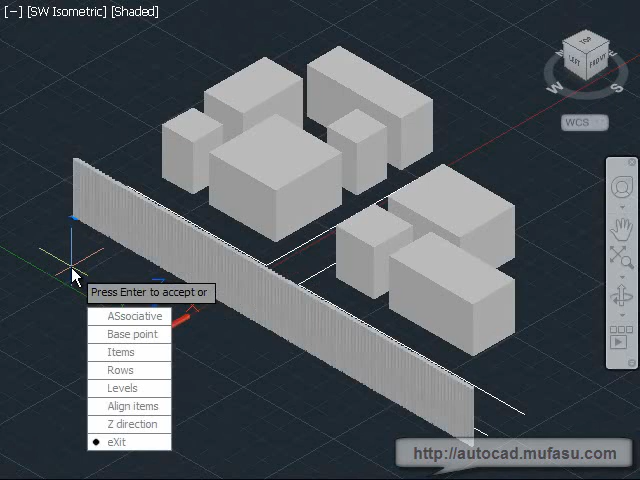 [−] [SW Isometric] [Shaded]
TOP
LEFT
FRONT
W
S
WCS
Press Enter to accept or
ASsociative
Base point
Items
Rows
Levels
Align items
Z direction
eXit
http://autocad.mufasu.com